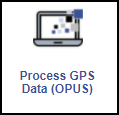 Process GPS
Data (OPUS)